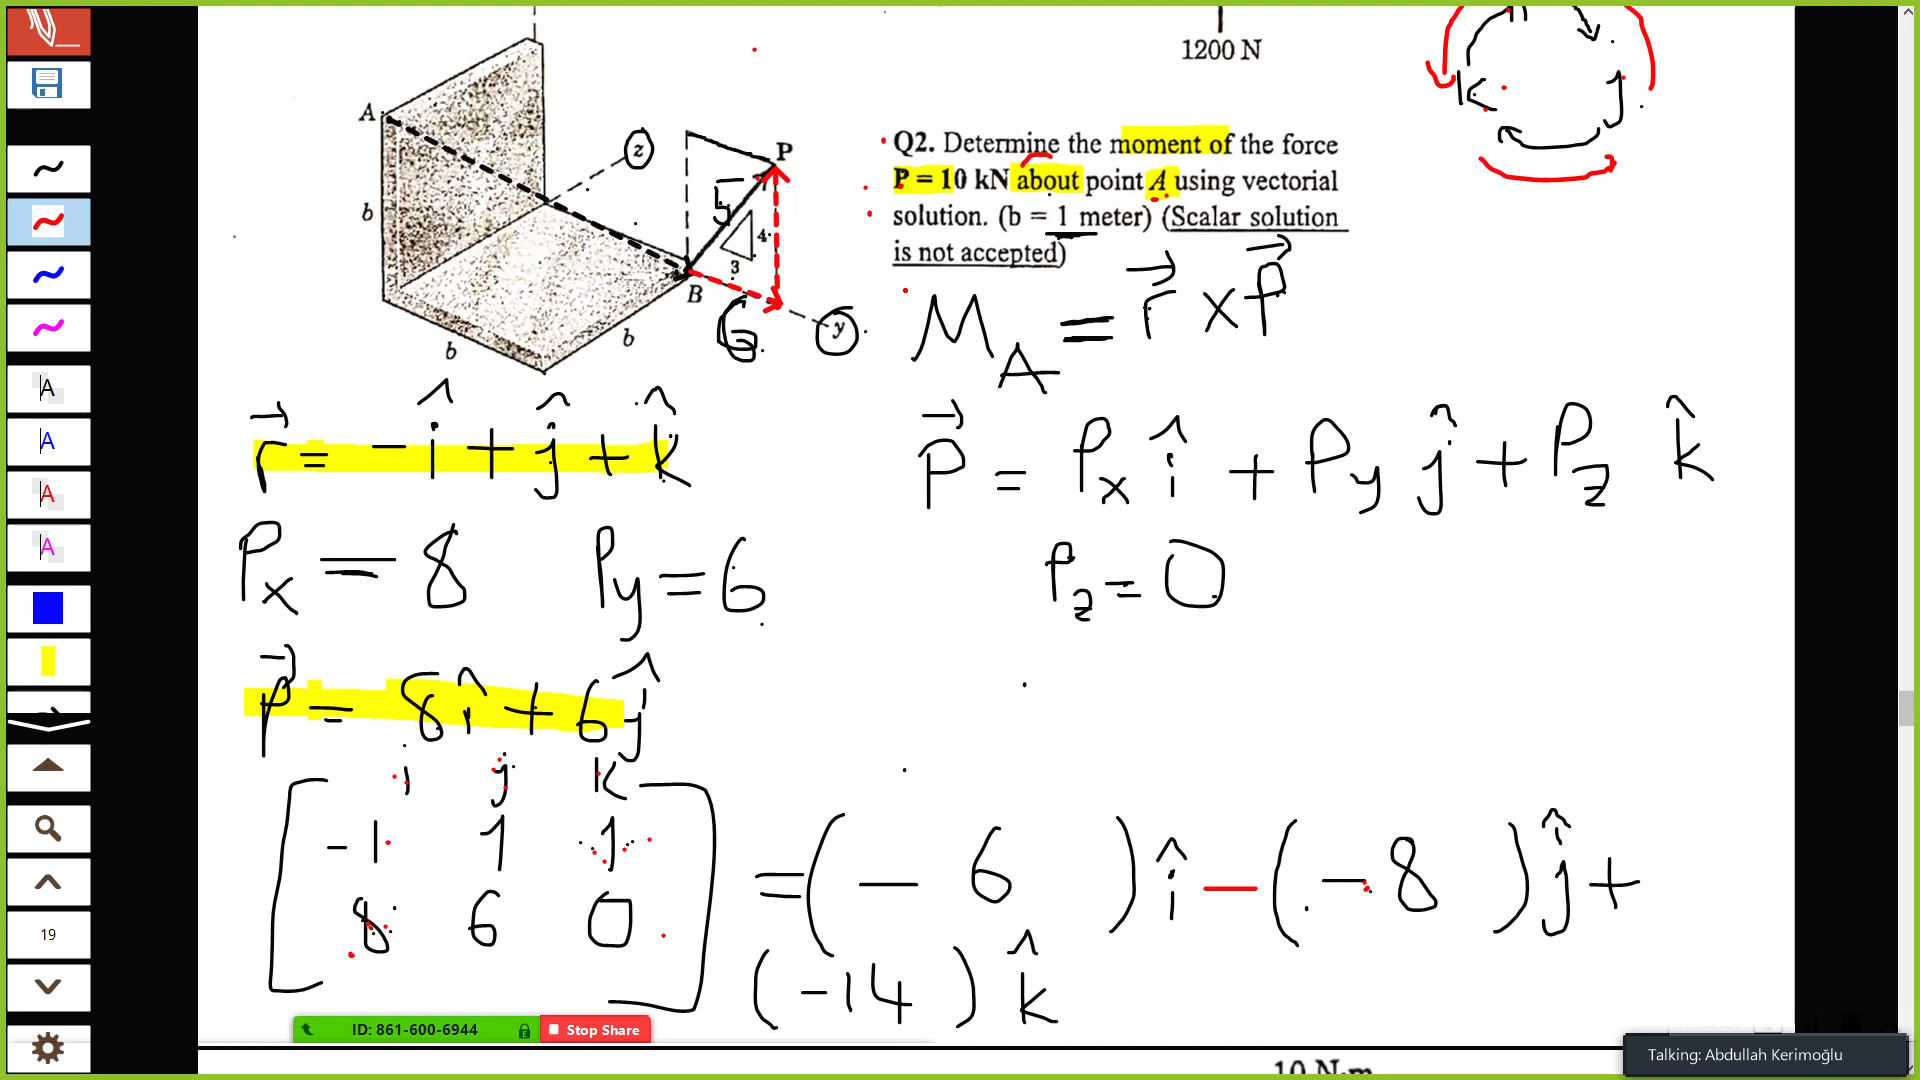 1200 N
k j
A
z
P
5
b
4
3
B
6
y
b
b
Q2. Determine the moment of the force
P = 10 kN about point A using vectorial
solution. (b = 1 meter) (Scalar solution
is not accepted)
M_A = r⃗ x P⃗
r⃗ = -î + ĵ + k̂
P⃗ = Px î + Py ĵ + Pz k̂
Px = 8 Py = 6 Pz = 0
P⃗ = 8î + 6ĵ
i j k
-1 1 1
8 6 0
= (- 6 ) î - (-8 ) ĵ +
(-14 ) k̂
A
A
A
A
19
ID: 861-600-6944 Stop Share
Talking: Abdullah Kerimoğlu